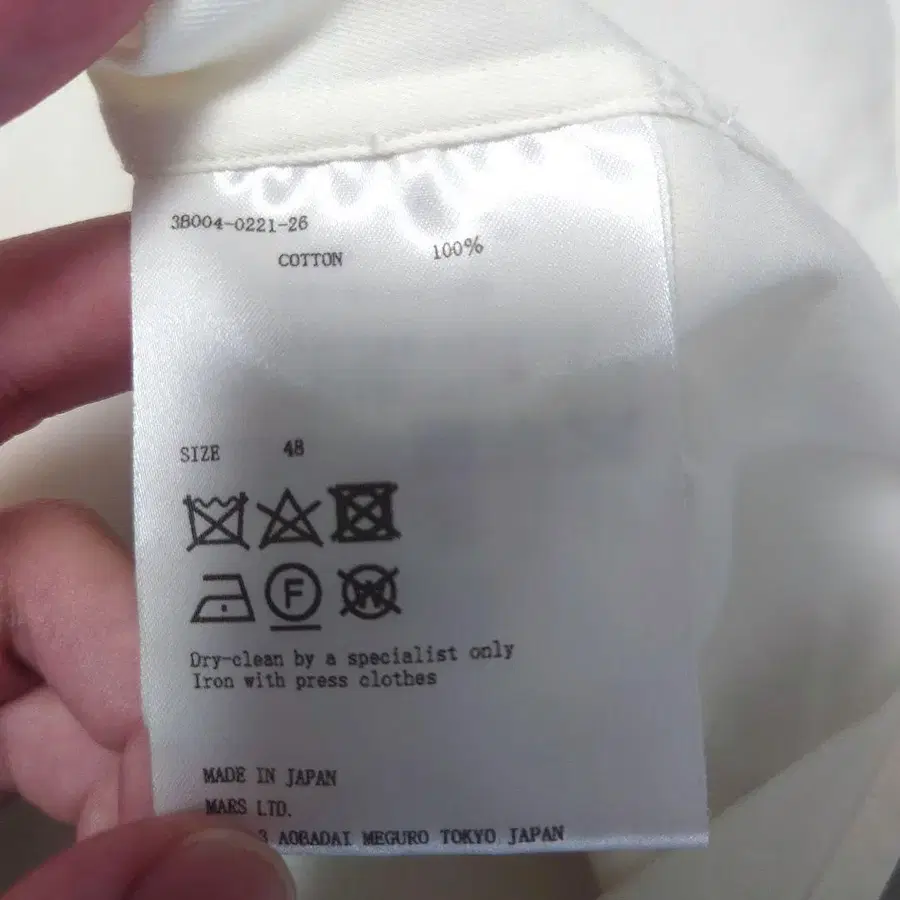 38004-0221-26
COTTON 100%
SIZE 48
F
W
Dry-clean by a specialist only
Iron with press clothes
MADE IN JAPAN
MARS LTD.
3 AOBADAI MEGURO TOKYO JAPAN